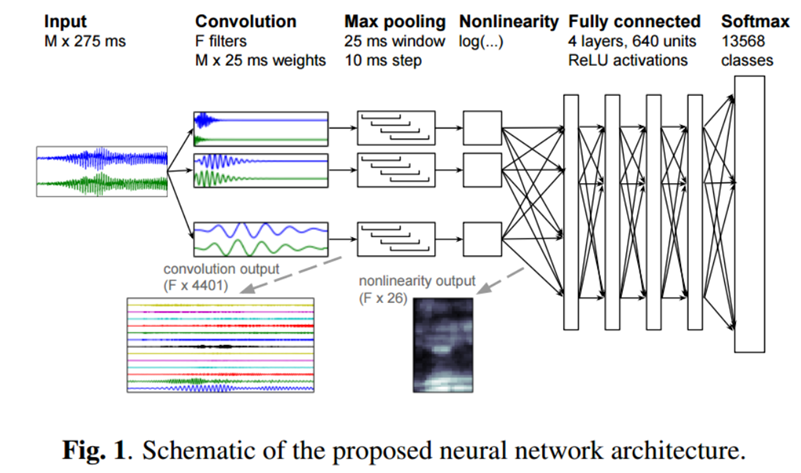 Input
M x 275 ms
Convolution
F filters
M x 25 ms weights
Max pooling
25 ms window
10 ms step
Nonlinearity
log(...)
Fully connected
4 layers, 640 units
ReLU activations
Softmax
13568
classes
convolution output
(F x 4401)
nonlinearity output
(F x 26)
Fig. 1. Schematic of the proposed neural network architecture.